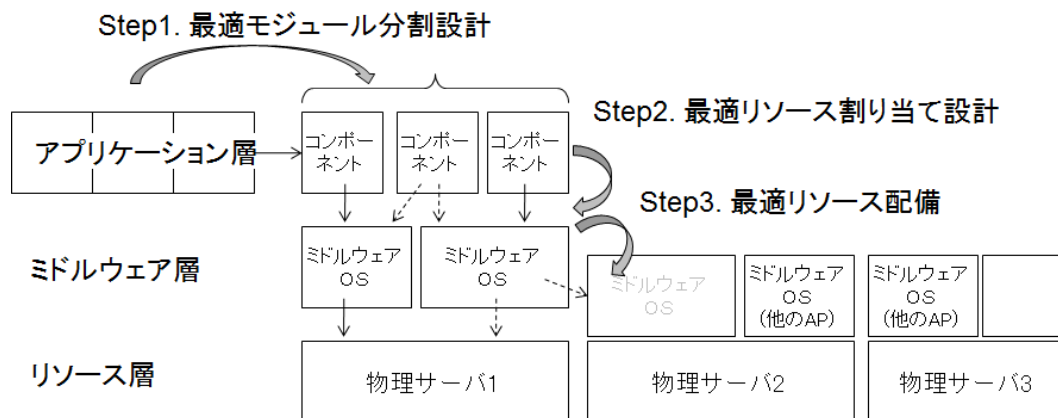 Step1. 最適モジュール分割設計
Step2. 最適リソース割り当て設計
アプリケーション層
コンポー
ネント
コンポー
ネント
コンポー
ネント
Step3. 最適リソース配備
ミドルウェア層
ミドルウェア
OS
ミドルウェア
OS
ミドルウェア
OS
ミドルウェア
OS
(他のAP)
ミドルウェア
OS
(他のAP)
リソース層
物理サーバ1
物理サーバ2
物理サーバ3